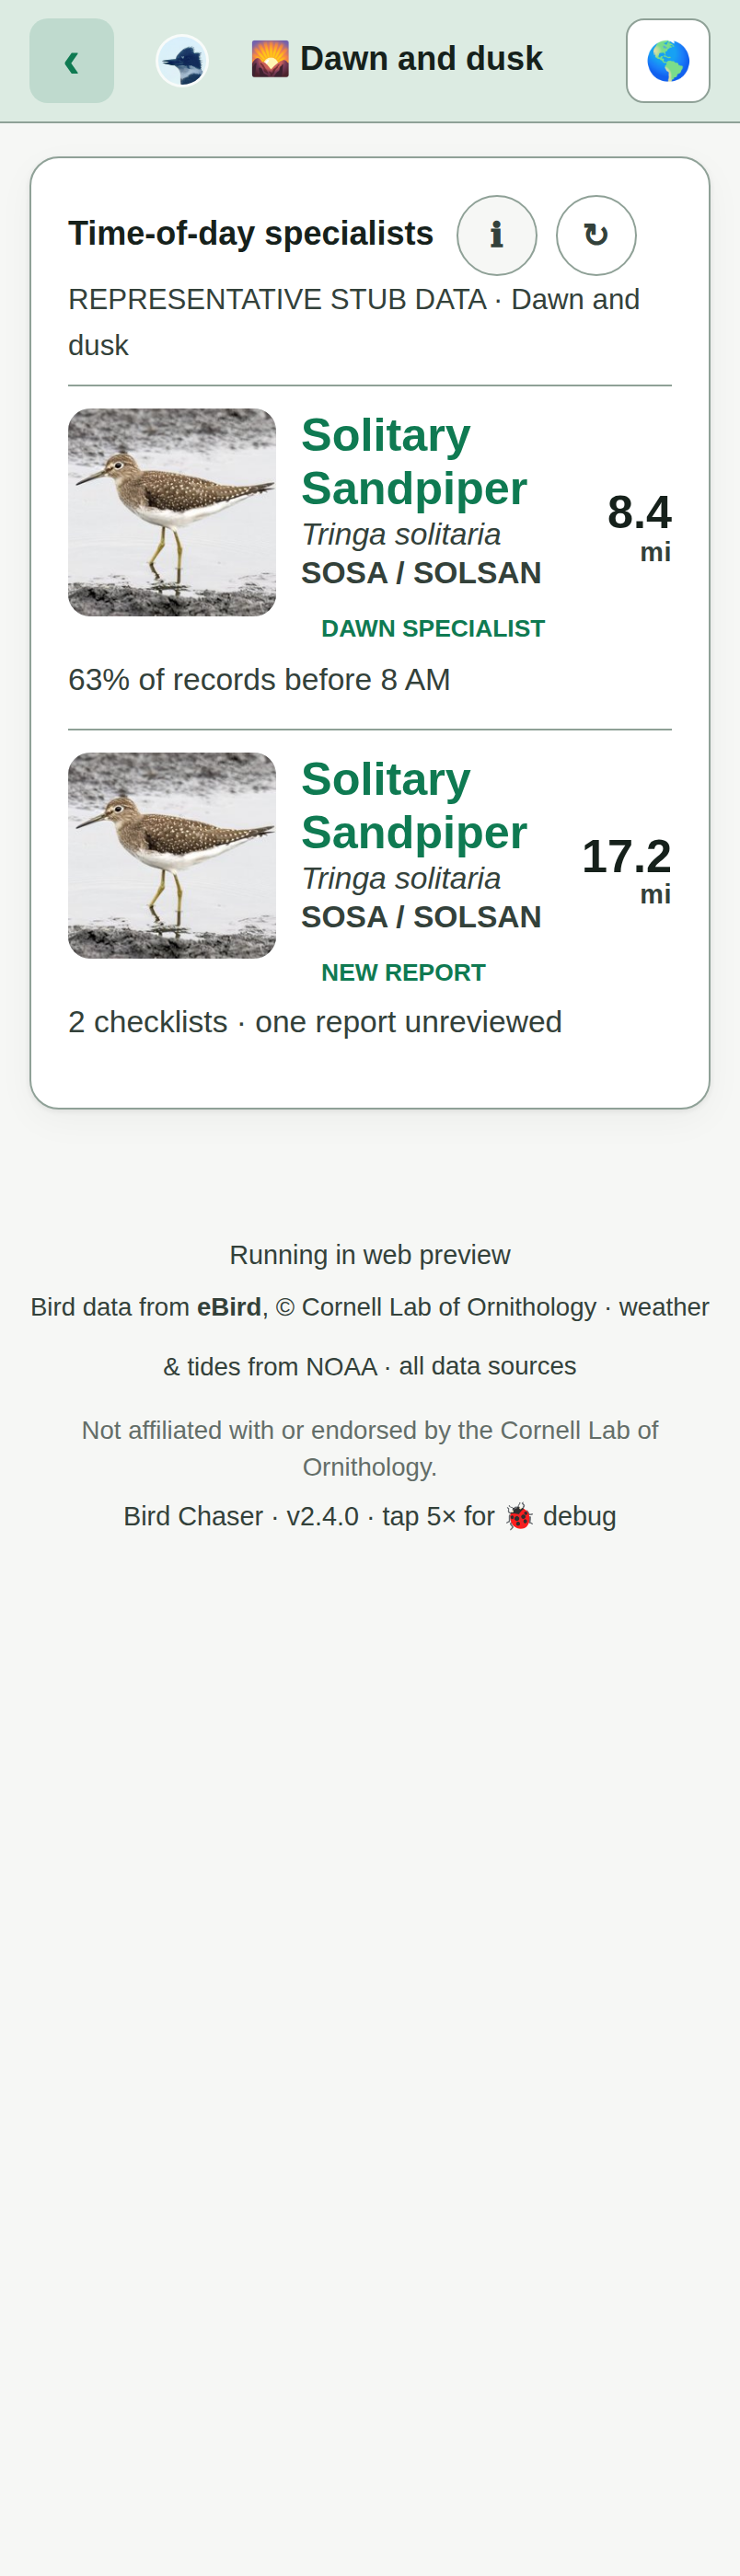 ‹ 🌄 Dawn and dusk 🌎
Time-of-day specialists ℹ ↻
REPRESENTATIVE STUB DATA · Dawn and
dusk
Solitary
Sandpiper
Tringa solitaria
SOSA / SOLSAN
8.4
mi
DAWN SPECIALIST
63% of records before 8 AM
Solitary
Sandpiper
Tringa solitaria
SOSA / SOLSAN
17.2
mi
NEW REPORT
2 checklists · one report unreviewed
Running in web preview
Bird data from eBird, © Cornell Lab of Ornithology · weather
& tides from NOAA · all data sources
Not affiliated with or endorsed by the Cornell Lab of
Ornithology.
Bird Chaser · v2.4.0 · tap 5× for 🐞 debug